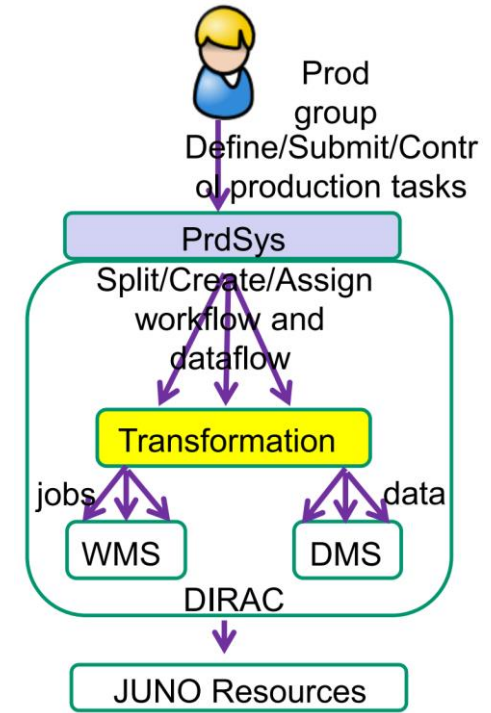 Prod
group
Define/Submit/Contr
ol production tasks
PrdSys
Split/Create/Assign
workflow and
dataflow
Transformation
jobs
data
WMS
DMS
DIRAC
JUNO Resources